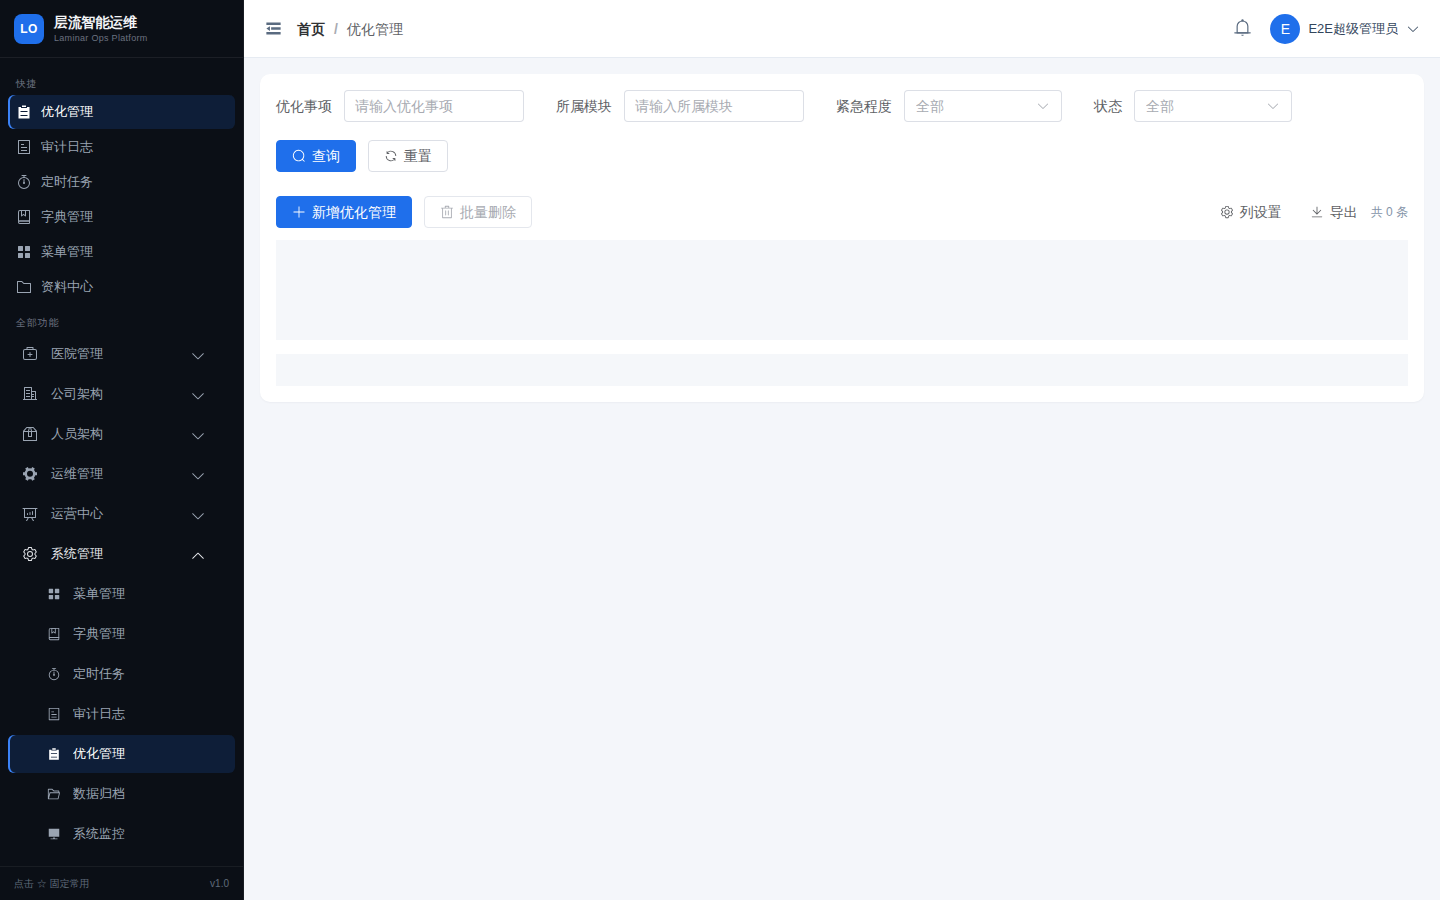 LO
层流智能运维
Laminar Ops Platform
首页 / 优化管理
E
E2E超级管理员
快捷
优化管理
审计日志
定时任务
字典管理
菜单管理
资料中心
全部功能
医院管理
公司架构
人员架构
运维管理
运营中心
系统管理
菜单管理
字典管理
定时任务
审计日志
优化管理
数据归档
系统监控
点击 ☆ 固定常用
v1.0
优化事项 请输入优化事项
所属模块 请输入所属模块
紧急程度 全部
状态 全部
查询
重置
新增优化管理
批量删除
列设置
导出
共 0 条